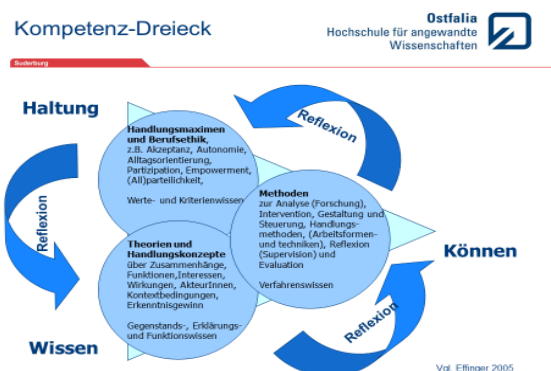 Kompetenz-Dreieck
Ostfalia
Hochschule für angewandte
Wissenschaften
Suderburg
Haltung
Reflexion
Handlungsmaximen
und Berufsethik,
z.B. Akzeptanz, Autonomie,
Alltagsorientierung,
Partizipation, Empowerment,
(All)parteilichkeit,
Werte- und Kriterienwissen
Methoden
zur Analyse (Forschung),
Intervention, Gestaltung und
Steuerung, Handlungs-
methoden, (Arbeitsformen-
und techniken), Reflexion
(Supervision) und
Evaluation
Verfahrenswissen
Reflexion
Theorien und
Handlungskonzepte
über Zusammenhänge,
Funktionen,Interessen,
Wirkungen, AkteurInnen,
Kontextbedingungen,
Erkenntnisgewinn
Gegenstands-, Erklärungs-
und Funktionswissen
Können
Reflexion
Wissen
Vgl. Effinger 2005